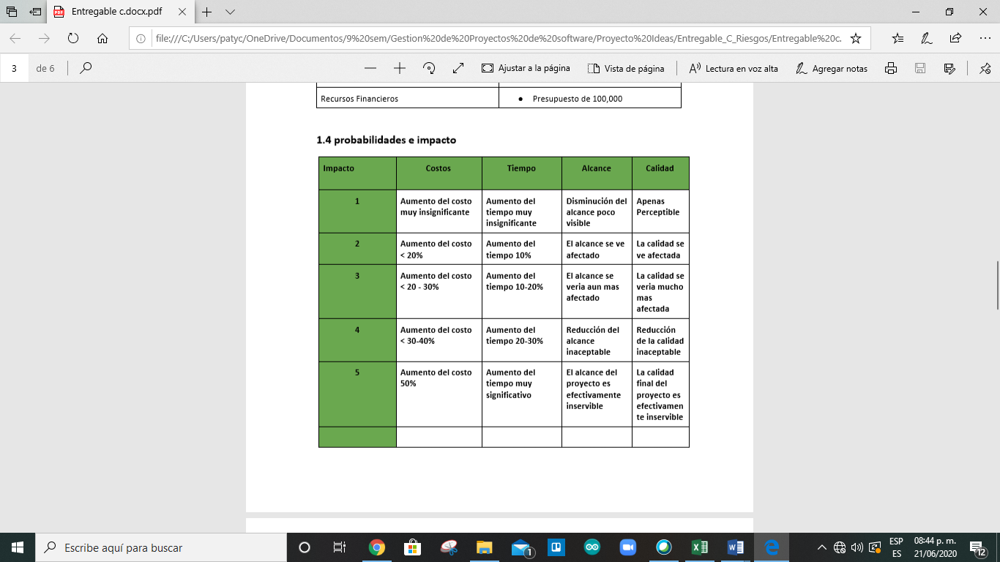 Entregable c.docx.pdf
file:///C:/Users/patyc/OneDrive/Documentos/9%20sem/Gestion%20de%20Proyectos%20de%20software/Proyecto%20Ideas/Entregable_C_Riesgos/Entregable%20c.
3 de 6
Ajustar a la página
Vista de página
Lectura en voz alta
Agregar notas
Recursos Financieros
● Presupuesto de 100,000
1.4 probabilidades e impacto
Impacto Costos Tiempo Alcance Calidad
1
Aumento del costo
muy insignificante
Aumento del
tiempo muy
insignificante
Disminución del
alcance poco
visible
Apenas
Perceptible
2
Aumento del costo
< 20%
Aumento del
tiempo 10%
El alcance se ve
afectado
La calidad se
ve afectada
3
Aumento del costo
< 20 - 30%
Aumento del
tiempo 10-20%
El alcance se
veria aun mas
afectado
La calidad se
veria mucho
mas
afectada
4
Aumento del costo
< 30-40%
Aumento del
tiempo 20-30%
Reducción del
alcance
inaceptable
Reducción
de la calidad
inaceptable
5
Aumento del costo
50%
Aumento del
tiempo muy
significativo
El alcance del
proyecto es
efectivamente
inservible
La calidad
final del
proyecto es
efectivamen
te inservible
Escribe aquí para buscar
1
ESP
ES
08:44 p. m.
21/06/2020
12